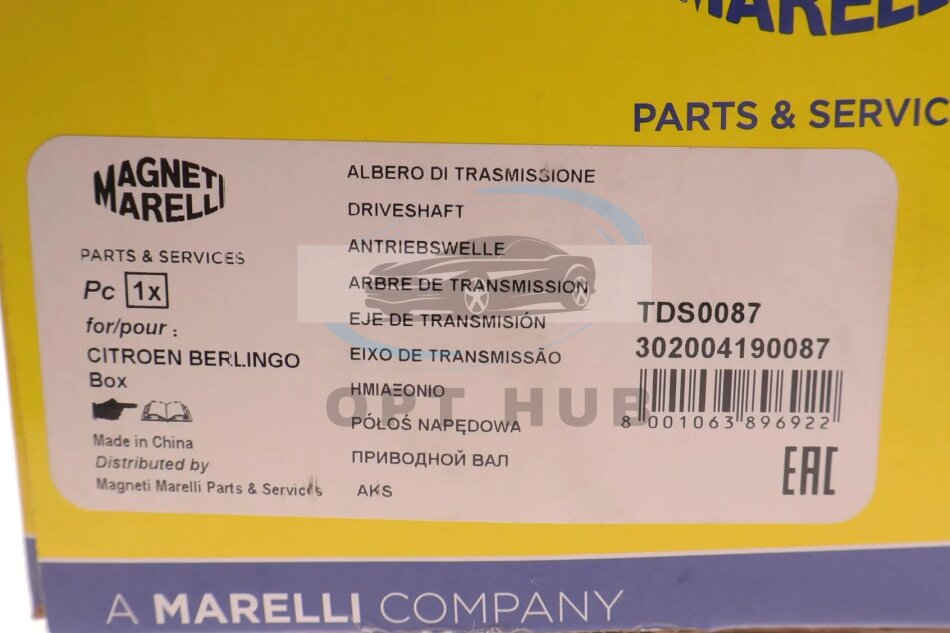 MARELLI
PARTS & SERVIC
MAGNETI
MARELLI
PARTS & SERVICES
Pc 1x
for/pour :
CITROEN BERLINGO
Box
Made in China
Distributed by
Magneti Marelli Parts & Services
ALBERO DI TRASMISSIONE
DRIVESHAFT
ANTRIEBSWELLE
ARBRE DE TRANSMISSION
EJE DE TRANSMISIÓN
EIXO DE TRANSMISSÃO
ΗΜΙΑΞΟΝΙΟ
PÓLOŚ NAPĘDOWA
ПРИВОДНОЙ ВАЛ
AKS
OPT HUB
TDS0087
302004190087
8 001063 896922
EAC
A MARELLI COMPANY